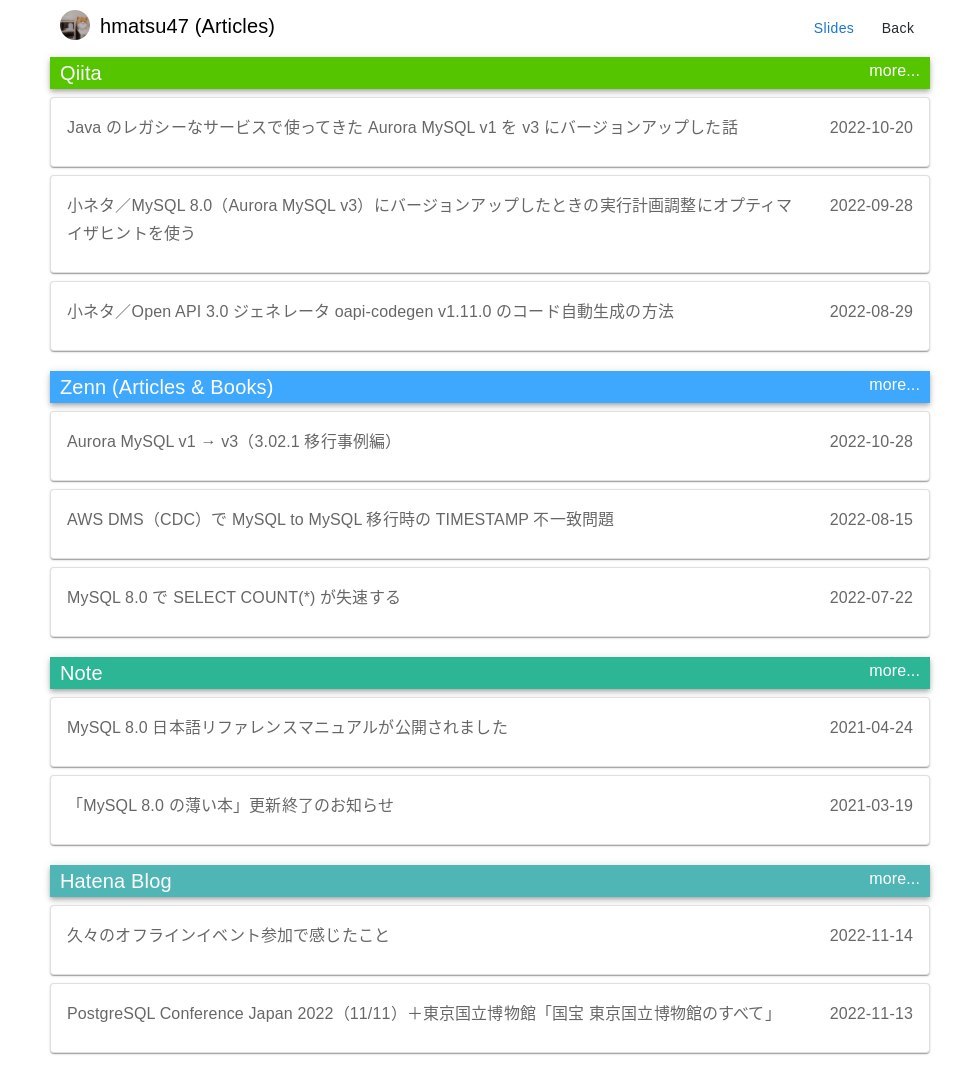 hmatsu47 (Articles)
Slides
Back
Qiita
more...
Java のレガシーなサービスで使ってきた Aurora MySQL v1 を v3 にバージョンアップした話
2022-10-20
小ネタ／MySQL 8.0（Aurora MySQL v3）にバージョンアップしたときの実行計画調整にオプティマ
2022-09-28
イザヒントを使う
小ネタ／Open API 3.0 ジェネレータ oapi-codegen v1.11.0 のコード自動生成の方法
2022-08-29
Zenn (Articles & Books)
more...
Aurora MySQL v1 → v3（3.02.1 移行事例編）
2022-10-28
AWS DMS（CDC）で MySQL to MySQL 移行時の TIMESTAMP 不一致問題
2022-08-15
MySQL 8.0 で SELECT COUNT(*) が失速する
2022-07-22
Note
more...
MySQL 8.0 日本語リファレンスマニュアルが公開されました
2021-04-24
「MySQL 8.0 の薄い本」更新終了のお知らせ
2021-03-19
Hatena Blog
more...
久々のオフラインイベント参加で感じたこと
2022-11-14
PostgreSQL Conference Japan 2022（11/11）＋東京国立博物館「国宝 東京国立博物館のすべて」
2022-11-13